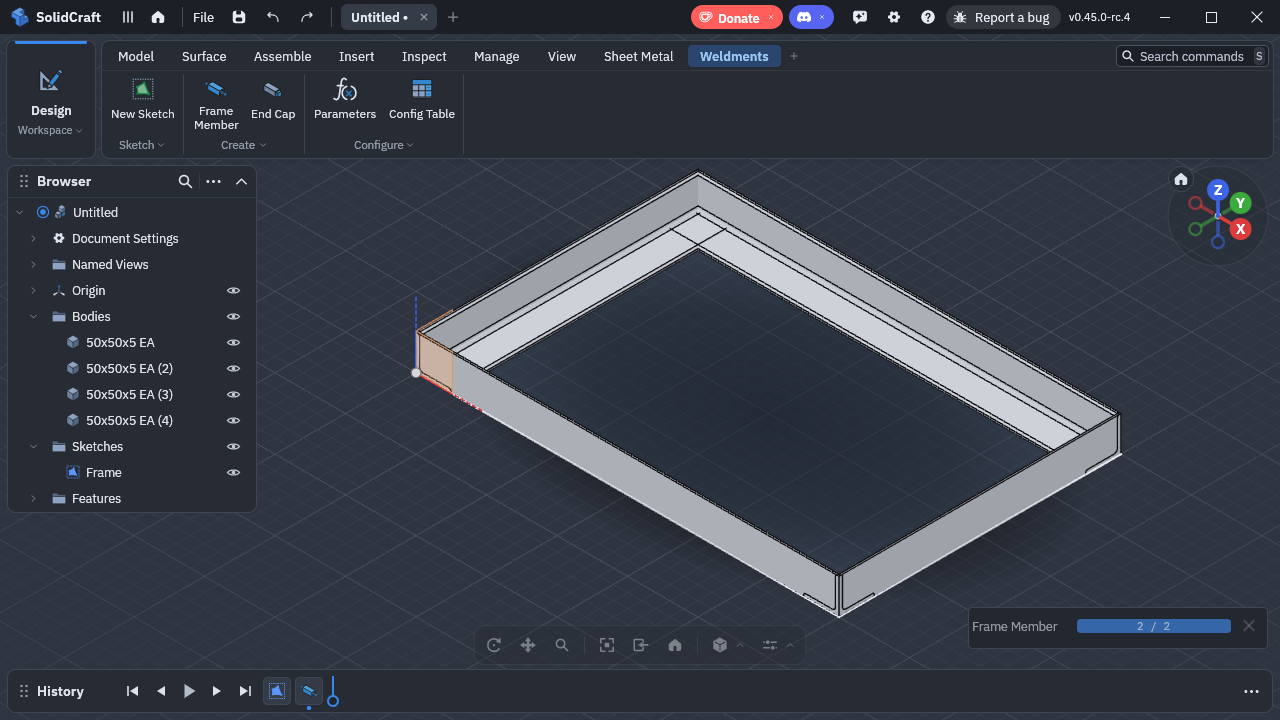 SolidCraft
File
Untitled •
Donate
Report a bug
v0.45.0-rc.4
Design
Workspace
Model
Surface
Assemble
Insert
Inspect
Manage
View
Sheet Metal
Weldments
Search commands
S
New Sketch
Frame
Member
End Cap
Parameters
Config Table
Sketch
Create
Configure
Browser
Untitled
Document Settings
Named Views
Origin
Bodies
50x50x5 EA
50x50x5 EA (2)
50x50x5 EA (3)
50x50x5 EA (4)
Sketches
Frame
Features
Z
Y
X
Frame Member
2 / 2
History